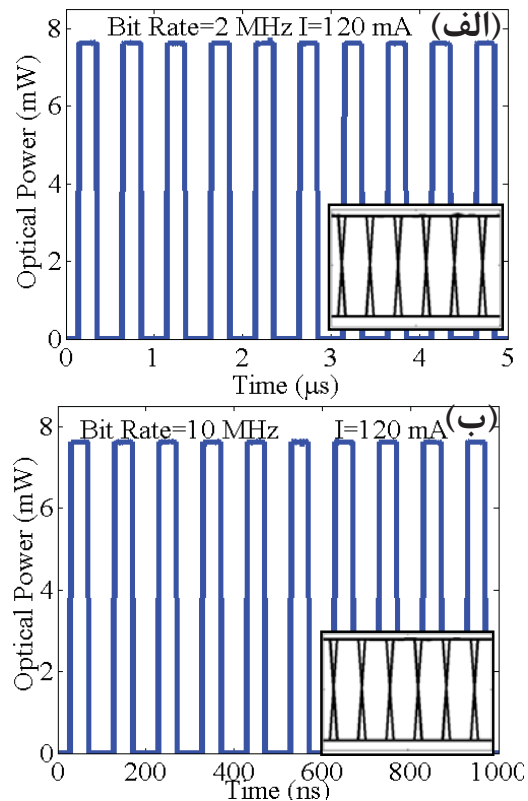 Bit Rate=2 MHz I=120 mA (الف)
Optical Power (mW)
8
6
4
2
0
0 1 2 3 4 5
Time (μs)
Bit Rate=10 MHz I=120 mA (ب)
Optical Power (mW)
8
6
4
2
0
0 200 400 600 800 1000
Time (ns)